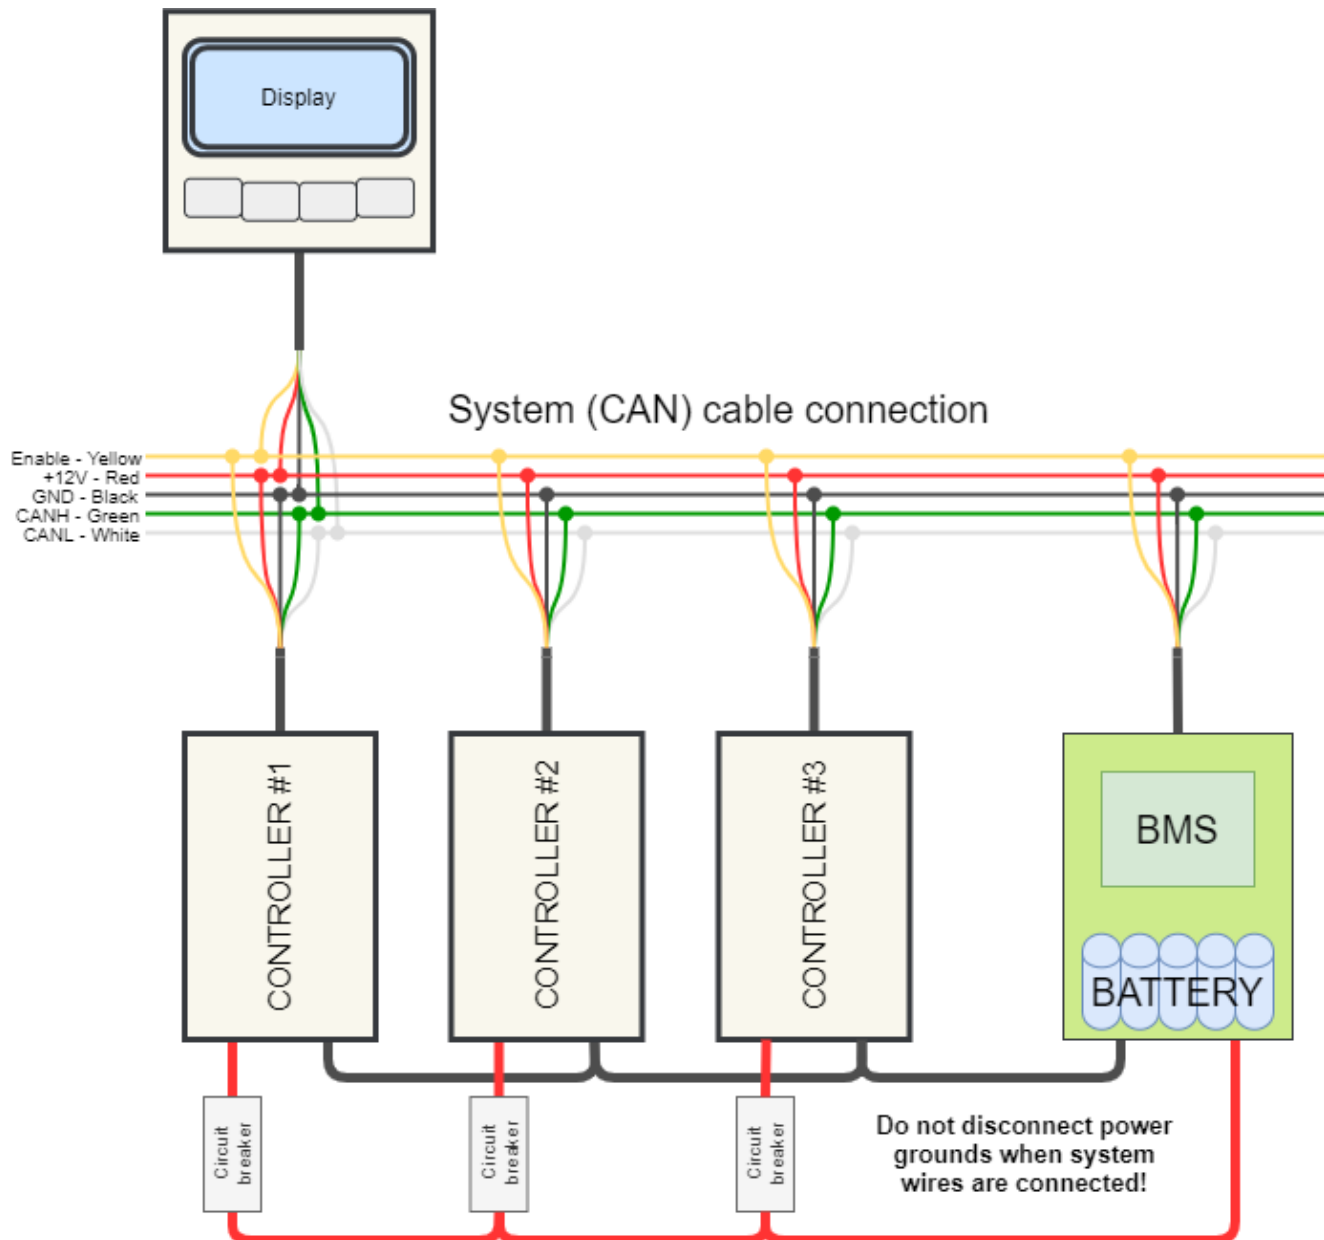 Display
System (CAN) cable connection
Enable - Yellow
+12V - Red
GND - Black
CANH - Green
CANL - White
CONTROLLER #1
CONTROLLER #2
CONTROLLER #3
BMS
BATTERY
Circuit
breaker
Circuit
breaker
Circuit
breaker
Do not disconnect power
grounds when system
wires are connected!